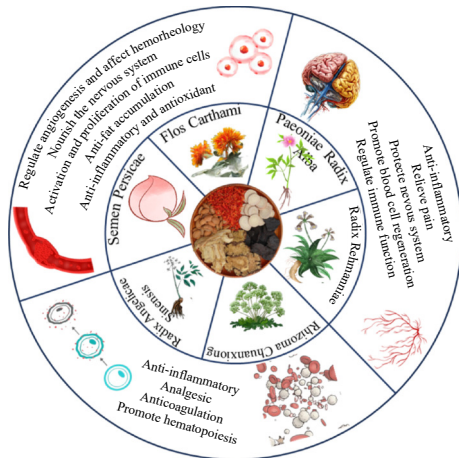 Regulate angiogenesis and affect hemorheology
Nourish the nervous system
Activation and proliferation of immune cells
Anti-fat accumulation
Anti-inflammatory and antioxidant
Flos Carthami
Paeoniae Radix
Alba
Semen Persicae
Radix Rehmanniae
Radix Angelicae
Sinensis
Rhizoma Chuanxiong
Anti-inflammatory
Relieve pain
Protecte nevous system
Promote blood cell regeneration
Regulate immune function
Anti-inflammatory
Analgesic
Anticoagulation
Promote hematopoiesis